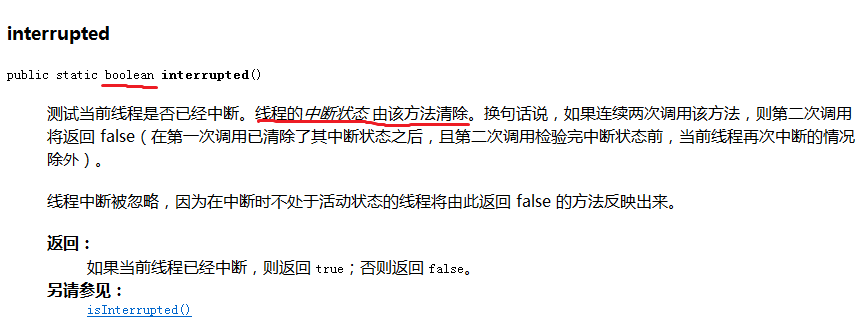 interrupted
public static boolean interrupted()
测试当前线程是否已经中断。线程的中断状态 由该方法清除。换句话说，如果连续两次调用该方法，则第二次调用
将返回 false（在第一次调用已清除了其中断状态之后，且第二次调用检验完中断状态前，当前线程再次中断的情况
除外）。
线程中断被忽略，因为在中断时不处于活动状态的线程将由此返回 false 的方法反映出来。
返回：
如果当前线程已经中断，则返回 true；否则返回 false。
另请参见：
isInterrupted()